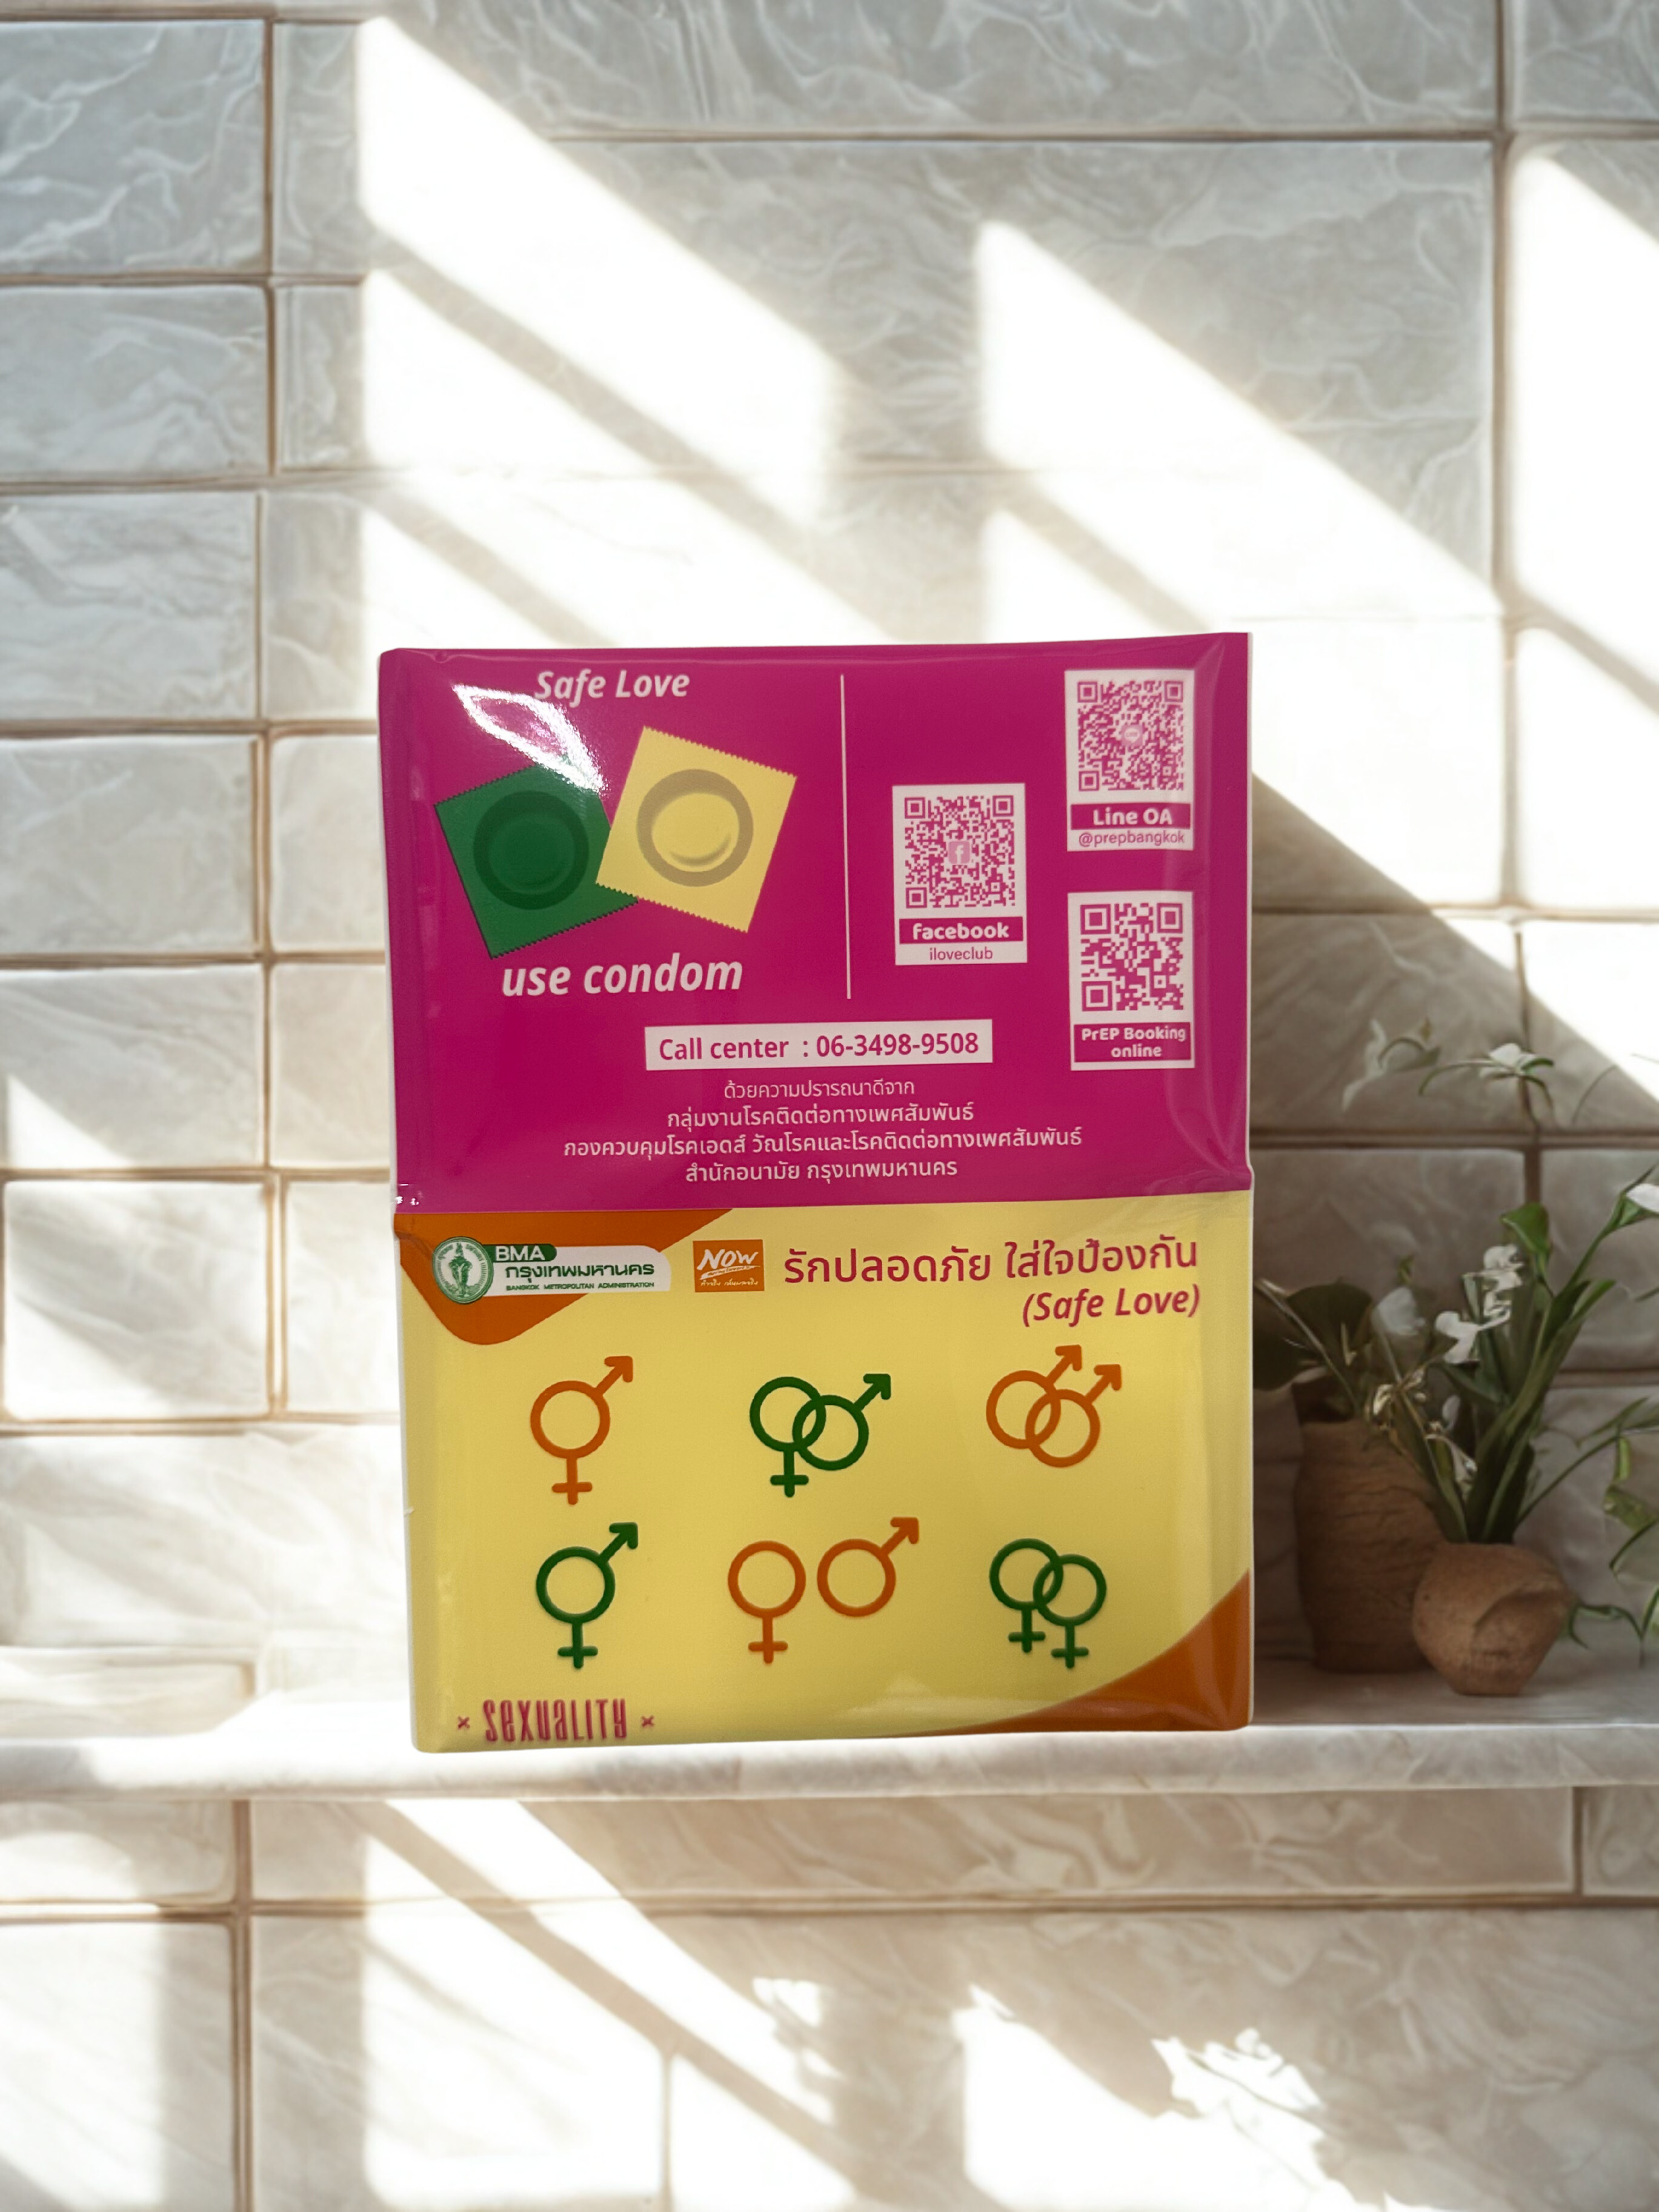 Safe Love
use condom
Line OA
@prepbangkok
facebook
iloveclub
PrEP Booking
online
Call center : 06-3498-9508
ด้วยความปรารถนาดีจาก
กลุ่มงานโรคติดต่อทางเพศสัมพันธ์
กองควบคุมโรคเอดส์ วัณโรคและโรคติดต่อทางเพศสัมพันธ์
สำนักอนามัย กรุงเทพมหานคร
BMA
กรุงเทพมหานคร
BANGKOK METROPOLITAN ADMINISTRATION
NOW
รักปลอดภัย ใส่ใจป้องกัน
(Safe Love)
× SEXUALITY ×